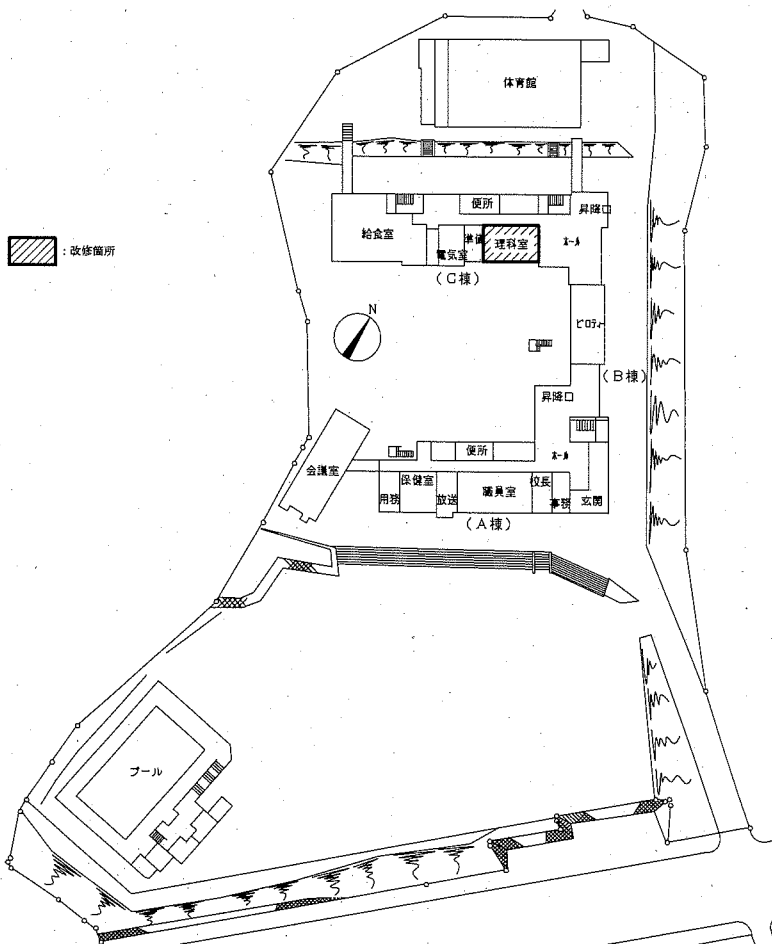 体育館
昇降口
便所
給食室
電気室
準備
理科室
ホール
：改修箇所
（C棟）
N
ピロティー
（B棟）
昇降口
会議室
便所
ホール
用務
保健室
放送
職員室
校長
事務
玄関
（A棟）
プール